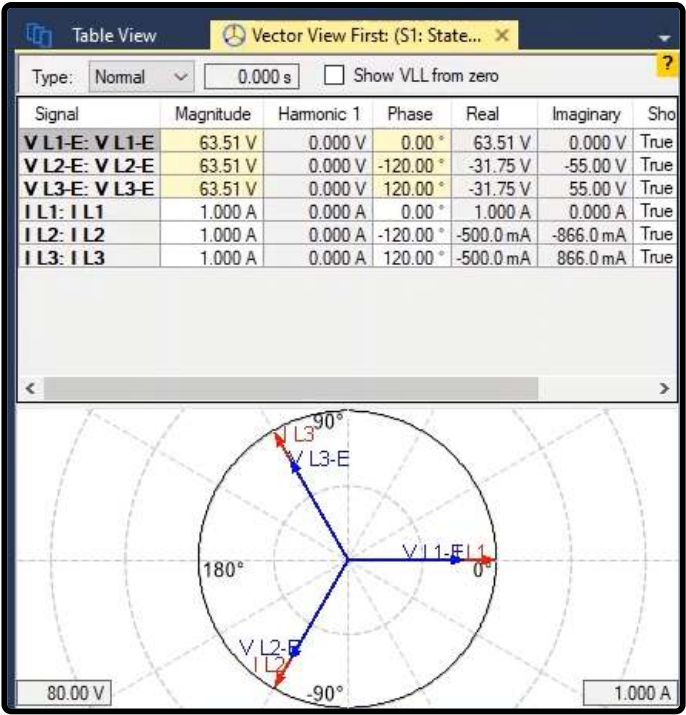 Table View Vector View First: (S1: State... ×
Type: Normal 0.000 s Show VLL from zero ?
Signal Magnitude Harmonic 1 Phase Real Imaginary Sho
V L1-E: V L1-E 63.51 V 0.000 V 0.00 ° 63.51 V 0.000 V True
V L2-E: V L2-E 63.51 V 0.000 V -120.00 ° -31.75 V -55.00 V True
V L3-E: V L3-E 63.51 V 0.000 V 120.00 ° -31.75 V 55.00 V True
I L1: I L1 1.000 A 0.000 A 0.00 ° 1.000 A 0.000 A True
I L2: I L2 1.000 A 0.000 A -120.00 ° -500.0 mA -866.0 mA True
I L3: I L3 1.000 A 0.000 A 120.00 ° -500.0 mA 866.0 mA True
90°
I L3
V L3-E
V L1-E I L1
180° 0°
V L2-E
I L2
-90°
80.00 V 1.000 A